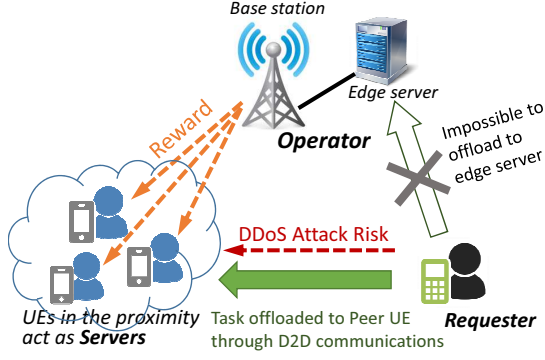 Base station
Edge server
Operator
Reward
Impossible to
offload to
edge server
DDoS Attack Risk
UEs in the proximity
act as Servers
Task offloaded to Peer UE
through D2D communications
Requester